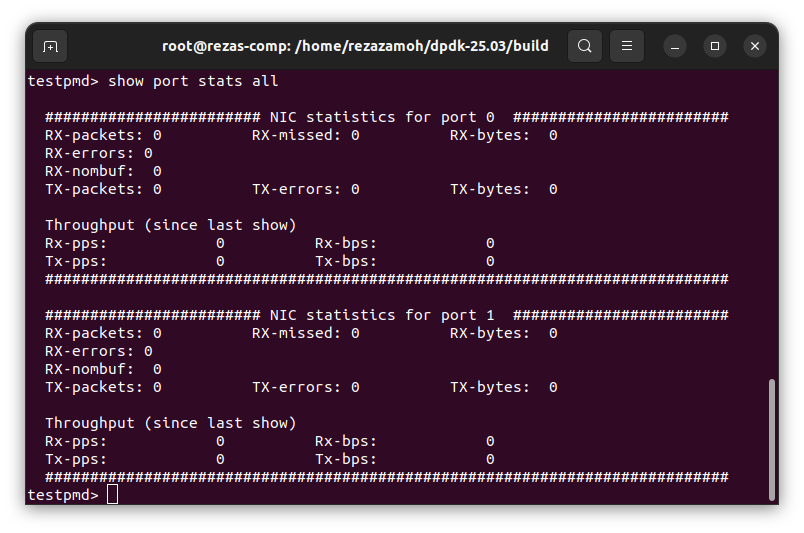 root@rezas-comp: /home/rezazamoh/dpdk-25.03/build
testpmd> show port stats all
######################## NIC statistics for port 0 ########################
RX-packets: 0 RX-missed: 0 RX-bytes: 0
RX-errors: 0
RX-nombuf: 0
TX-packets: 0 TX-errors: 0 TX-bytes: 0
Throughput (since last show)
Rx-pps: 0 Rx-bps: 0
Tx-pps: 0 Tx-bps: 0
############################################################################
######################## NIC statistics for port 1 ########################
RX-packets: 0 RX-missed: 0 RX-bytes: 0
RX-errors: 0
RX-nombuf: 0
TX-packets: 0 TX-errors: 0 TX-bytes: 0
Throughput (since last show)
Rx-pps: 0 Rx-bps: 0
Tx-pps: 0 Tx-bps: 0
############################################################################
testpmd>